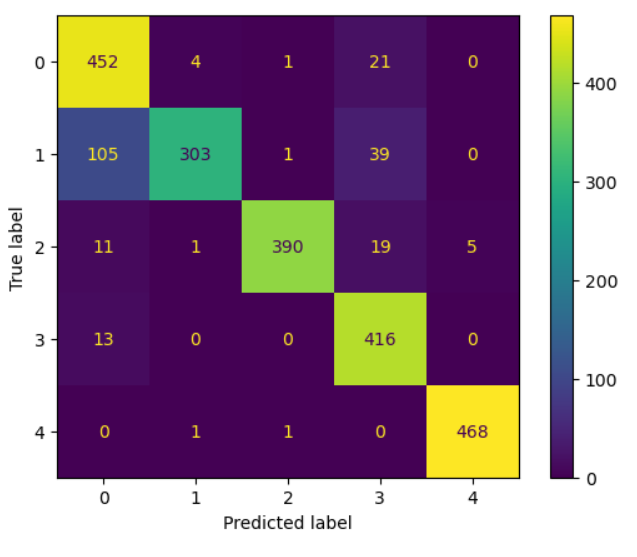 0 452 4 1 21 0
400
1 105 303 1 39 0
300
2 11 1 390 19 5
200
3 13 0 0 416 0
100
4 0 1 1 0 468
0
0 1 2 3 4
True label
Predicted label